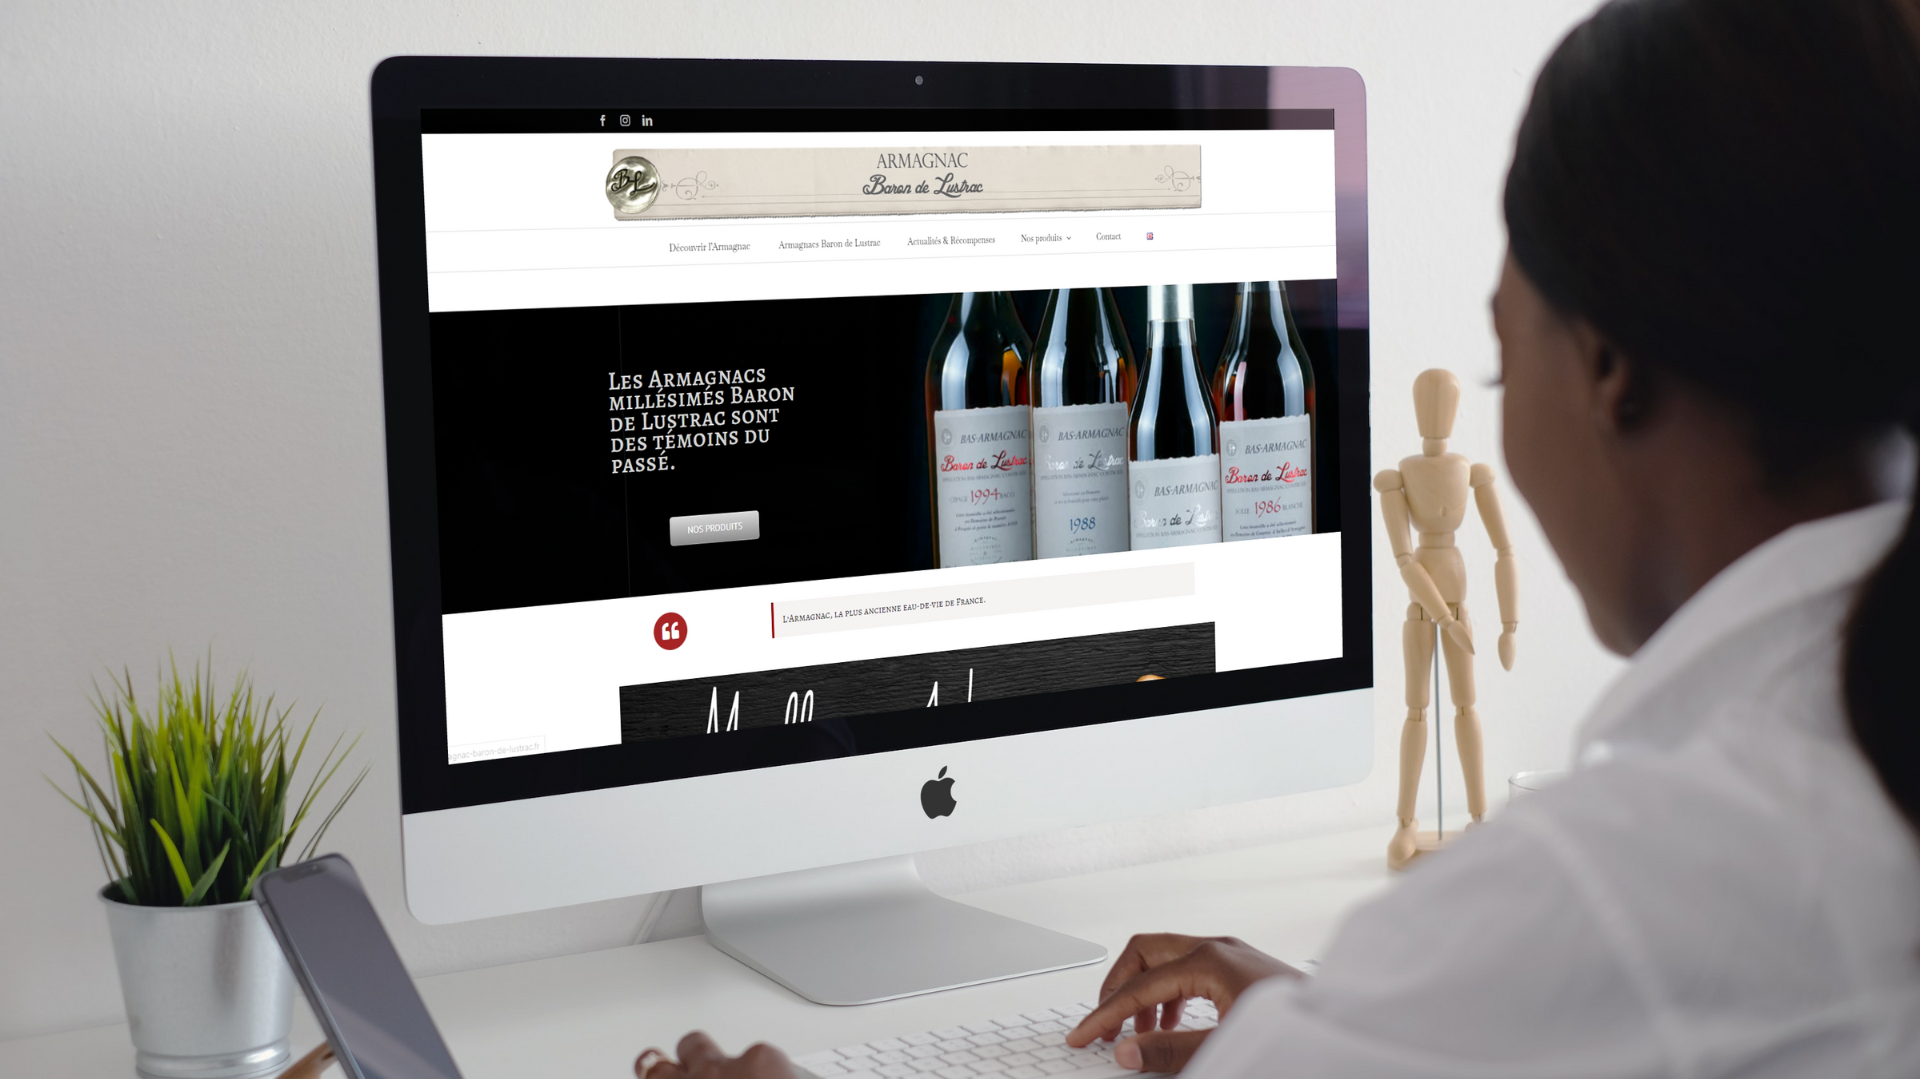 f in
ARMAGNAC
Baron de Lustrac
BL
Découvrir l'Armagnac Armagnacs Baron de Lustrac Actualités & Récompenses Nos produits Contact
Les Armagnacs
millésimés Baron
de Lustrac sont
des témoins du
passé.
NOS PRODUITS
BAS-ARMAGNAC
Baron de Lustrac
1994
BAS-ARMAGNAC
Baron de Lustrac
1988
BAS-ARMAGNAC
Baron de
BAS-ARMAGNAC
Baron de Lustrac
FOLLE 1986 BLANCHE
L'Armagnac, la plus ancienne eau-de-vie de France.
agnac-baron-de-lustrac.fr